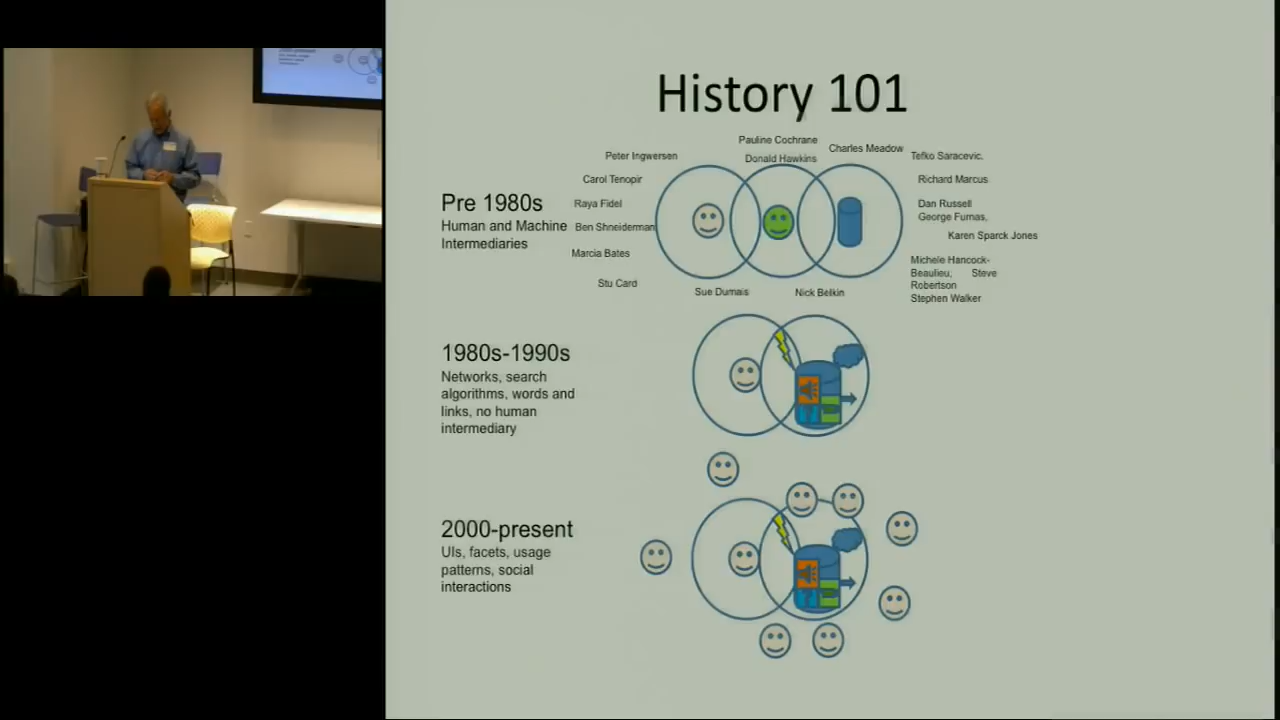 History 101
Pauline Cochrane
Charles Meadow
Peter Ingwersen
Donald Hawkins
Tefko Saracevic.
Carol Tenopir
Richard Marcus
Pre 1980s
Human and Machine
Intermediaries
Raya Fidel
Dan Russell
George Furnas,
Ben Shneiderman
Karen Sparck Jones
Marcia Bates
Michele Hancock-
Beaulieu, Steve
Robertson
Stephen Walker
Stu Card
Sue Dumais
Nick Belkin
1980s-1990s
Networks, search
algorithms, words and
links, no human
intermediary
2000-present
UIs, facets, usage
patterns, social
interactions